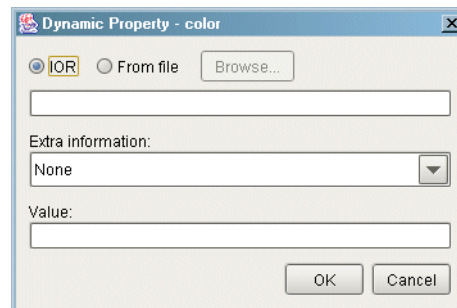 Dynamic Property - color
IOR From file Browse...
Extra information:
None
Value:
OK Cancel